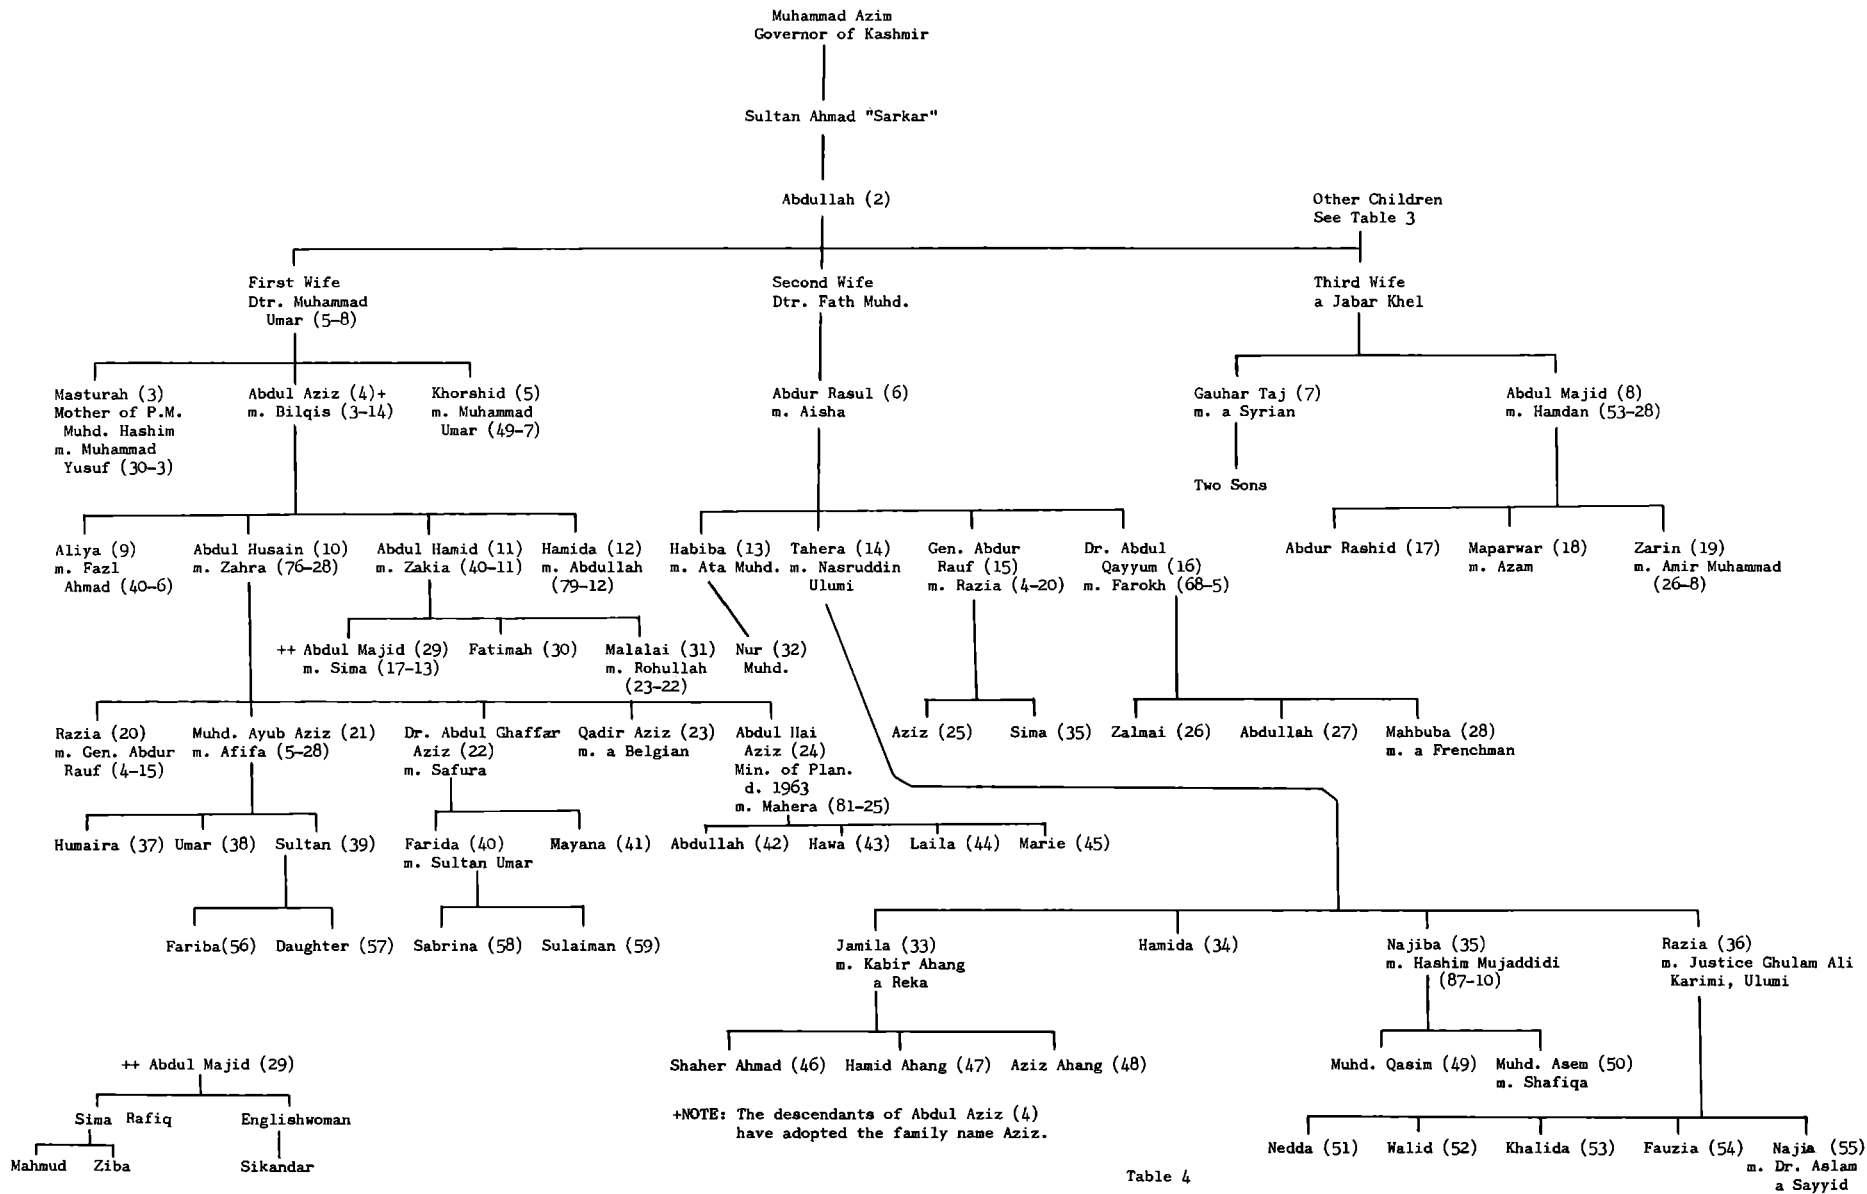 Muhammad Azim
Governor of Kashmir
Sultan Ahmad "Sarkar"
Abdullah (2)
Other Children
See Table 3
First Wife
Dtr. Muhammad
Umar (5-8)
Second Wife
Dtr. Fath Muhd.
Third Wife
a Jabar Khel
Masturah (3)
Mother of P.M.
Muhd. Hashim
m. Muhammad
Yusuf (30-3)
Abdul Aziz (4)+
m. Bilqis (3-14)
Khorshid (5)
m. Muhammad
Umar (49-7)
Abdur Rasul (6)
m. Aisha
Gauhar Taj (7)
m. a Syrian
Two Sons
Abdul Majid (8)
m. Hamdan (53-28)
Aliya (9)
m. Fazl
Ahmad (40-6)
Abdul Husain (10)
m. Zahra (76-28)
Abdul Hamid (11)
m. Zakia (40-11)
Hamida (12)
m. Abdullah
(79-12)
Habiba (13)
m. Ata Muhd.
Tahera (14)
m. Nasruddin
Ulumi
Gen. Abdur
Rauf (15)
m. Razia (4-20)
Dr. Abdul
Qayyum (16)
m. Farokh (68-5)
Abdur Rashid (17)
Maparwar (18)
m. Azam
Zarin (19)
m. Amir Muhammad
(26-8)
++ Abdul Majid (29)
m. Sima (17-13)
Fatimah (30)
Malalai (31)
m. Rohullah
(23-22)
Nur (32)
Muhd.
Razia (20)
m. Gen. Abdur
Rauf (4-15)
Muhd. Ayub Aziz (21)
m. Afifa (5-28)
Dr. Abdul Ghaffar
Aziz (22)
m. Safura
Qadir Aziz (23)
m. a Belgian
Abdul Hai
Aziz (24)
Min. of Plan.
d. 1963
m. Mahera (81-25)
Aziz (25)
Sima (35)
Zalmai (26)
Abdullah (27)
Mahbuba (28)
m. a Frenchman
Humaira (37)
Umar (38)
Sultan (39)
Farida (40)
m. Sultan Umar
Mayana (41)
Abdullah (42)
Hawa (43)
Laila (44)
Marie (45)
Fariba(56)
Daughter (57)
Sabrina (58)
Sulaiman (59)
Jamila (33)
m. Kabir Ahang
a Reka
Hamida (34)
Najiba (35)
m. Hashim Mujaddidi
(87-10)
Razia (36)
m. Justice Ghulam Ali
Karimi, Ulumi
Shaher Ahmad (46)
Hamid Ahang (47)
Aziz Ahang (48)
Muhd. Qasim (49)
Muhd. Asem (50)
m. Shafiqa
++ Abdul Majid (29)
Sima Rafiq
Englishwoman
Mahmud
Ziba
Sikandar
+NOTE: The descendants of Abdul Aziz (4)
have adopted the family name Aziz.
Nedda (51)
Walid (52)
Khalida (53)
Fauzia (54)
Najia (55)
m. Dr. Aslam
a Sayyid
Table 4